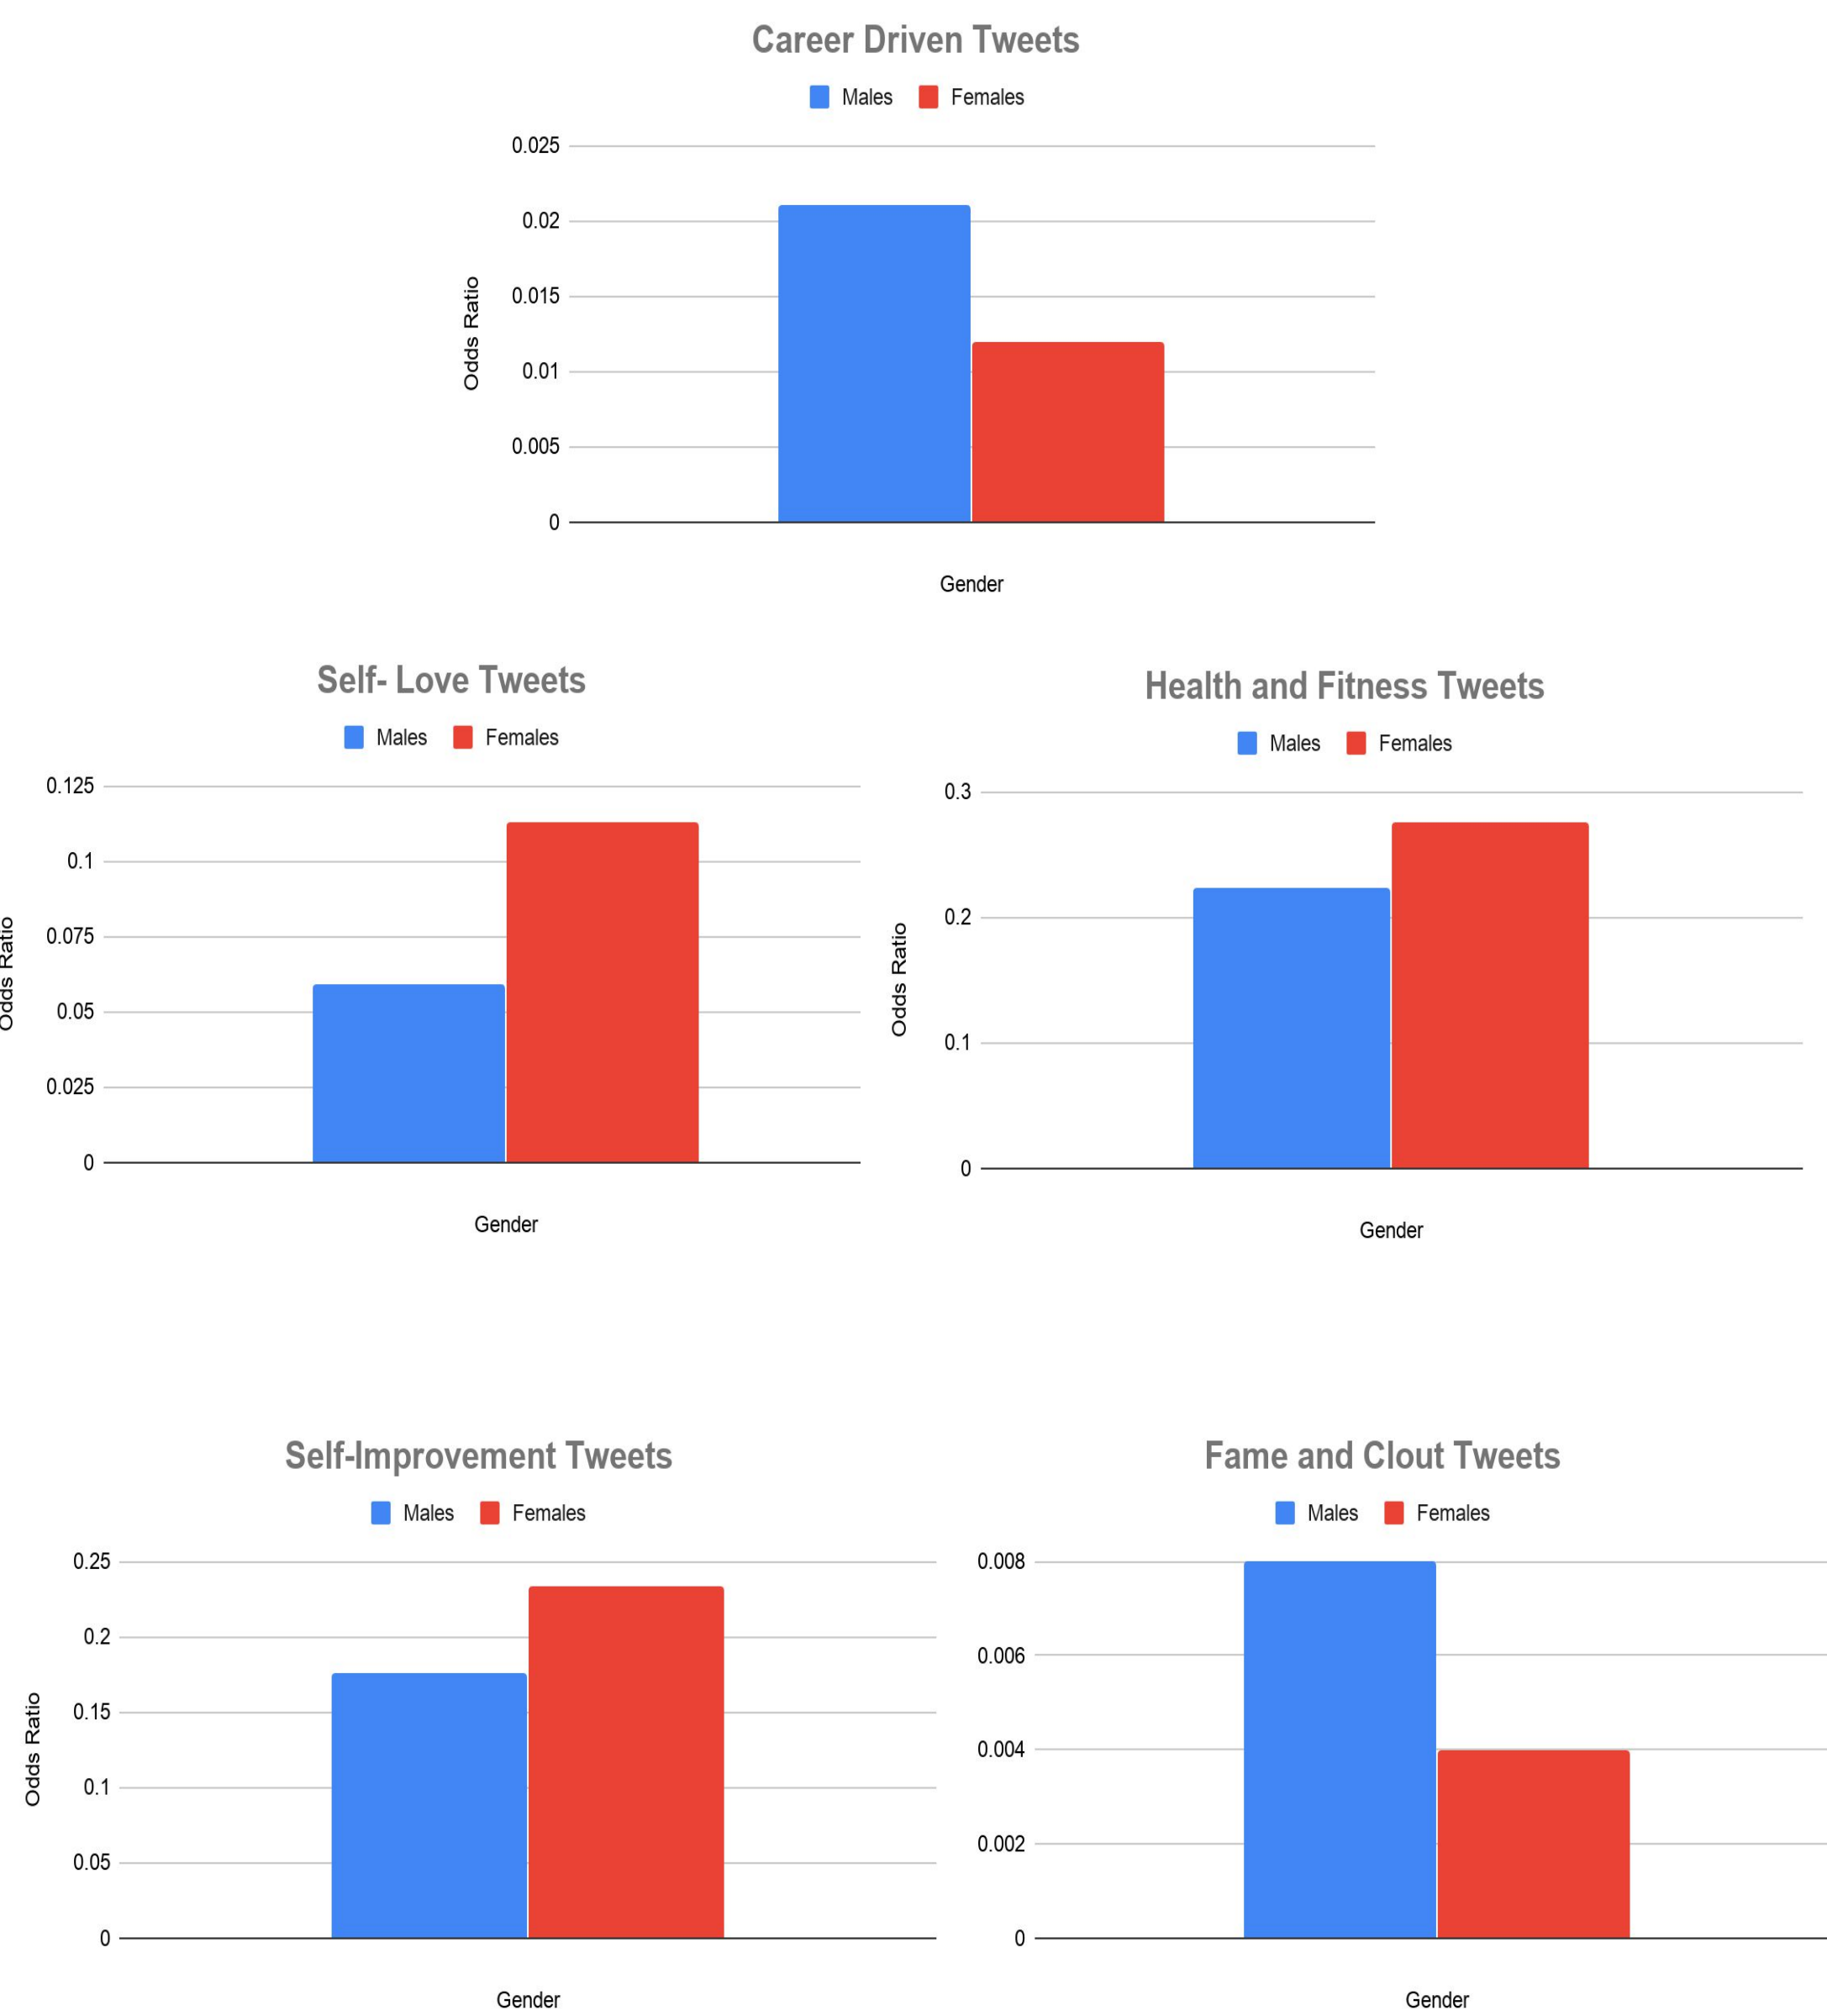 Career Driven Tweets
Males Females
0.025
0.02
0.015
0.01
0.005
0
Odds Ratio
Gender
Self- Love Tweets
Males Females
0.125
0.1
0.075
0.05
0.025
0
Odds Ratio
Gender
Health and Fitness Tweets
Males Females
0.3
0.2
0.1
0
Odds Ratio
Gender
Self-Improvement Tweets
Males Females
0.25
0.2
0.15
0.1
0.05
0
Odds Ratio
Gender
Fame and Clout Tweets
Males Females
0.008
0.006
0.004
0.002
0
Gender